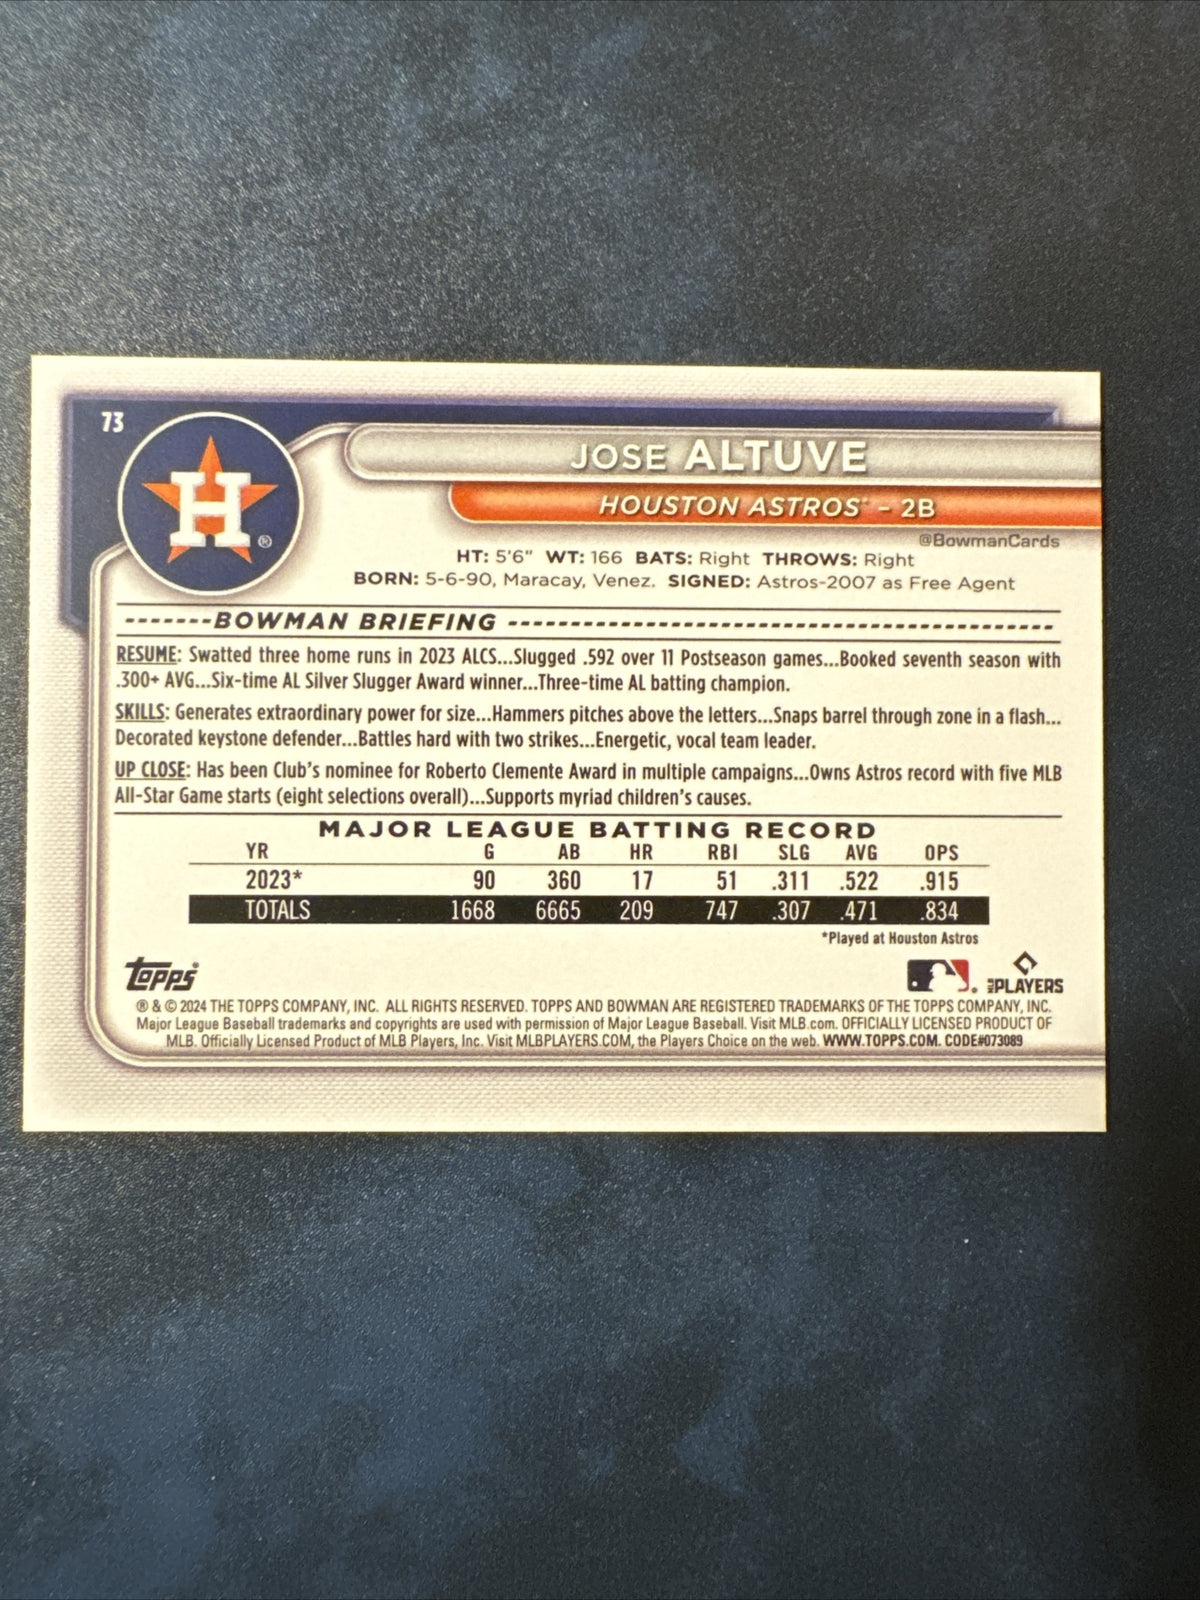 73
H ®
JOSE ALTUVE
HOUSTON ASTROS™ - 2B
@BowmanCards
HT: 5'6" WT: 166 BATS: Right THROWS: Right
BORN: 5-6-90, Maracay, Venez. SIGNED: Astros-2007 as Free Agent
-------BOWMAN BRIEFING ------------------------------------------
RESUME: Swatted three home runs in 2023 ALCS...Slugged .592 over 11 Postseason games...Booked seventh season with
.300+ AVG...Six-time AL Silver Slugger Award winner...Three-time AL batting champion.
SKILLS: Generates extraordinary power for size...Hammers pitches above the letters...Snaps barrel through zone in a flash...
Decorated keystone defender...Battles hard with two strikes...Energetic, vocal team leader.
UP CLOSE: Has been Club's nominee for Roberto Clemente Award in multiple campaigns...Owns Astros record with five MLB
All-Star Game starts (eight selections overall)...Supports myriad children's causes.
MAJOR LEAGUE BATTING RECORD
YR G AB HR RBI SLG AVG OPS
2023* 90 360 17 51 .311 .522 .915
TOTALS 1668 6665 209 747 .307 .471 .834
*Played at Houston Astros
Topps® MLB PLAYERS
® & © 2024 THE TOPPS COMPANY, INC. ALL RIGHTS RESERVED. TOPPS AND BOWMAN ARE REGISTERED TRADEMARKS OF THE TOPPS COMPANY, INC.
Major League Baseball trademarks and copyrights are used with permission of Major League Baseball. Visit MLB.com. OFFICIALLY LICENSED PRODUCT OF
MLB. Officially Licensed Product of MLB Players, Inc. Visit MLBPLAYERS.COM, the Players Choice on the web. WWW.TOPPS.COM. CODE#073089